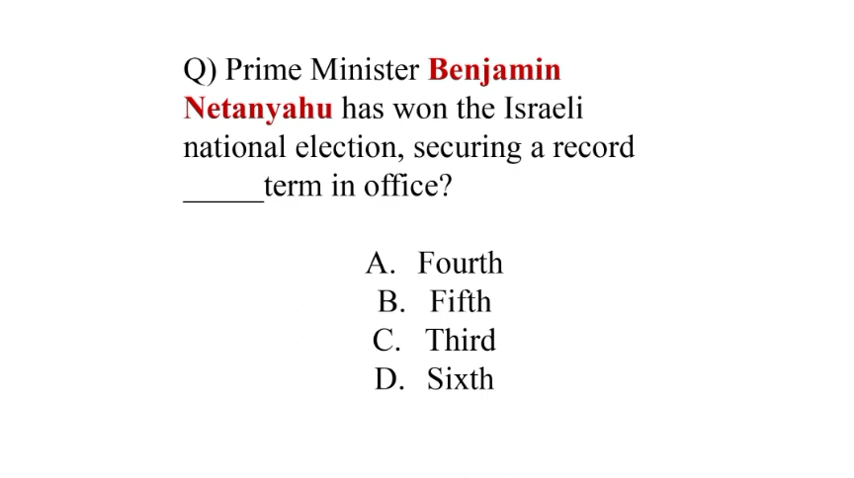 Q) Prime Minister Benjamin
Netanyahu has won the Israeli
national election, securing a record
_____term in office?
A. Fourth
B. Fifth
C. Third
D. Sixth